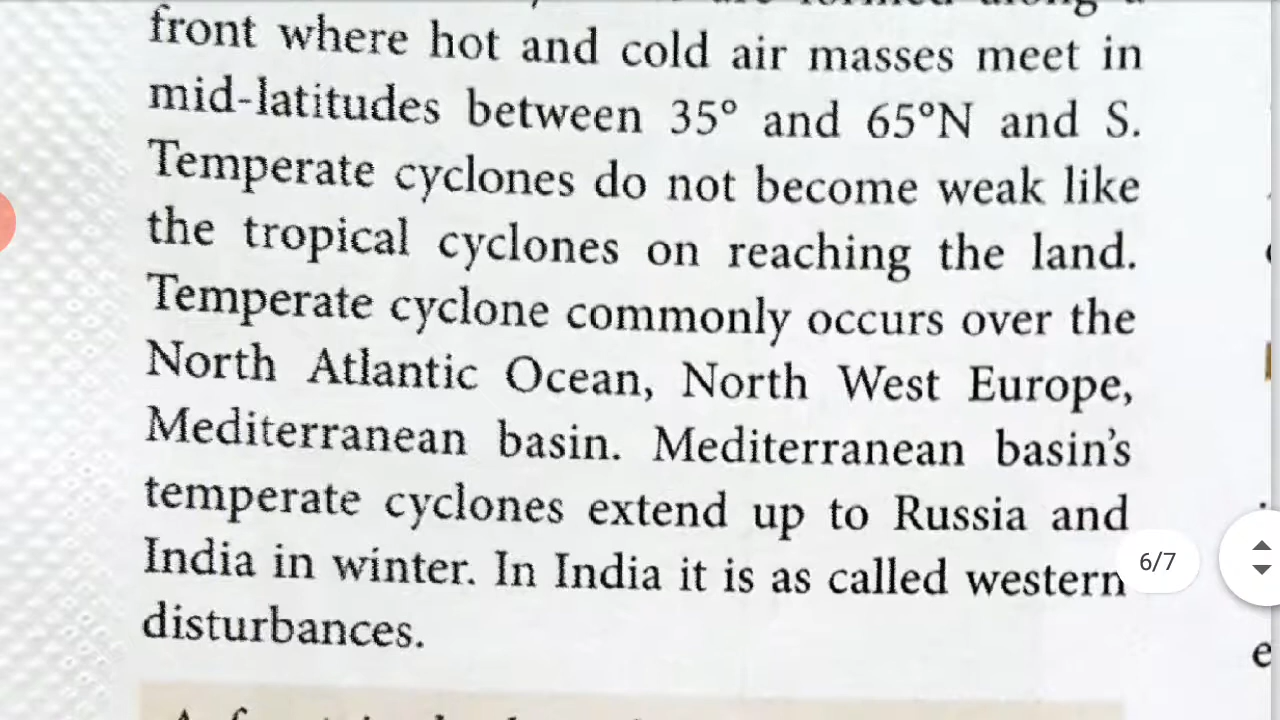 front where hot and cold air masses meet in
mid-latitudes between 35° and 65°N and S.
Temperate cyclones do not become weak like
the tropical cyclones on reaching the land.
Temperate cyclone commonly occurs over the
North Atlantic Ocean, North West Europe,
Mediterranean basin. Mediterranean basin's
temperate cyclones extend up to Russia and
India in winter. In India it is as called western
disturbances.
6/7